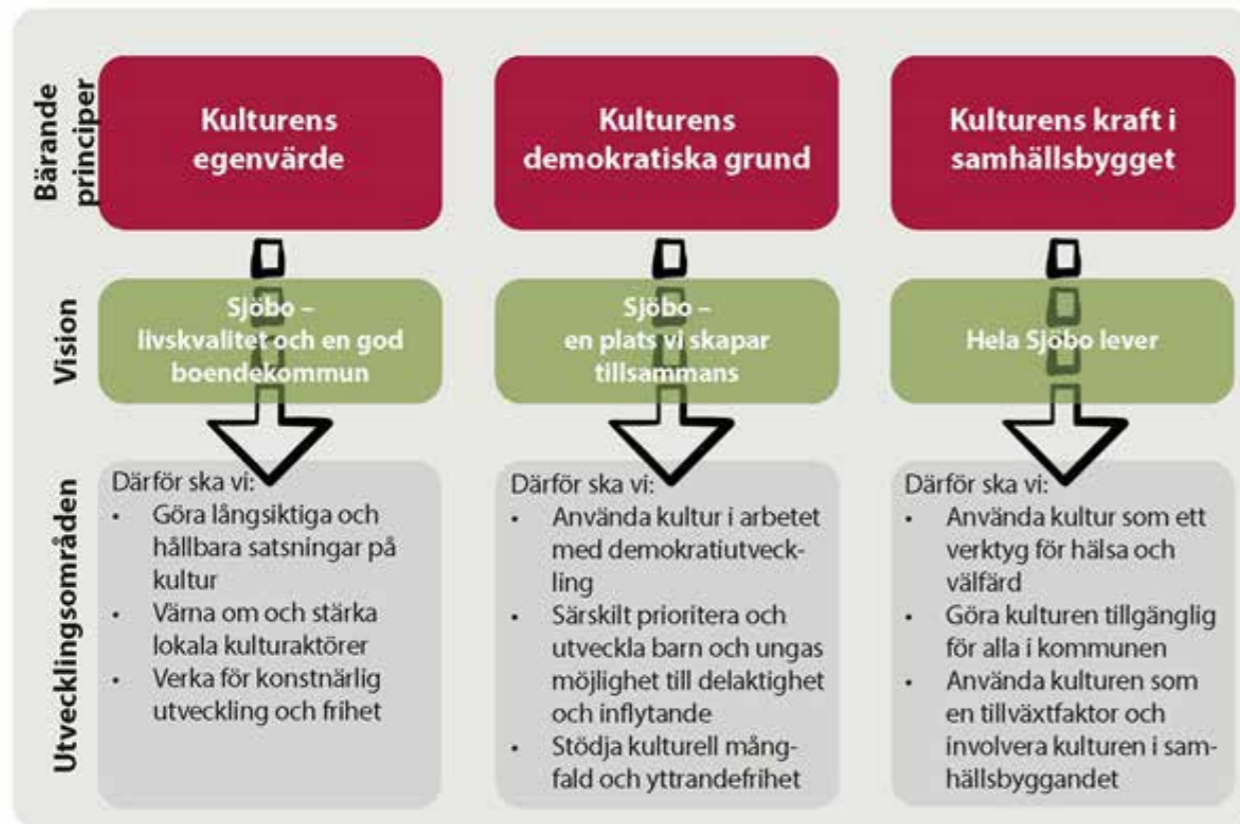 Bärande
principer
Kulturens
egenvärde
Kulturens
demokratiska grund
Kulturens kraft i
samhällsbygget
Vision
Sjöbo –
livskvalitet och en god
boendekommun
Sjöbo –
en plats vi skapar
tillsammans
Hela Sjöbo lever
Utvecklingsområden
Därför ska vi:
• Göra långsiktiga och
hållbara satsningar på
kultur
• Värna om och stärka
lokala kulturaktörer
• Verka för konstnärlig
utveckling och frihet
Därför ska vi:
• Använda kultur i arbetet
med demokratiutveck-
ling
• Särskilt prioritera och
utveckla barn och ungas
möjlighet till delaktighet
och inflytande
• Stödja kulturell mång-
fald och yttrandefrihet
Därför ska vi:
• Använda kultur som ett
verktyg för hälsa och
välfärd
• Göra kulturen tillgänglig
för alla i kommunen
• Använda kulturen som
en tillväxtfaktor och
involvera kulturen i sam-
hällsbyggandet